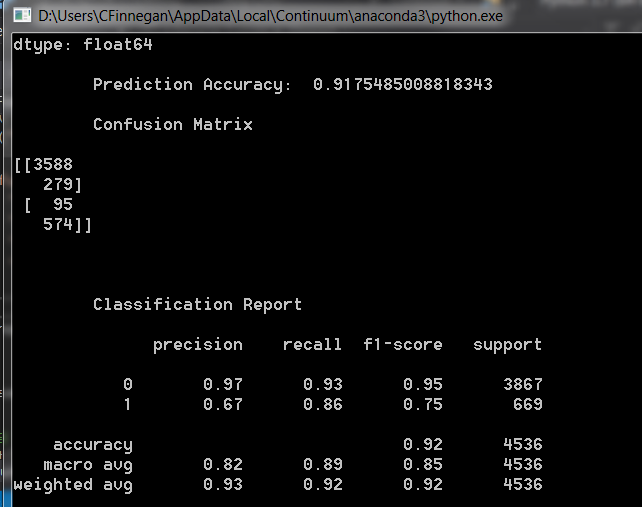 D:\Users\CFinnegan\AppData\Local\Continuum\anaconda3\python.exe
dtype: float64
Prediction Accuracy:  0.9175485008818343
Confusion Matrix
[[3588
279]
[  95
574]]
Classification Report
precision    recall  f1-score   support
0       0.97      0.93      0.95      3867
1       0.67      0.86      0.75       669
accuracy                           0.92      4536
macro avg       0.82      0.89      0.85      4536
weighted avg       0.93      0.92      0.92      4536